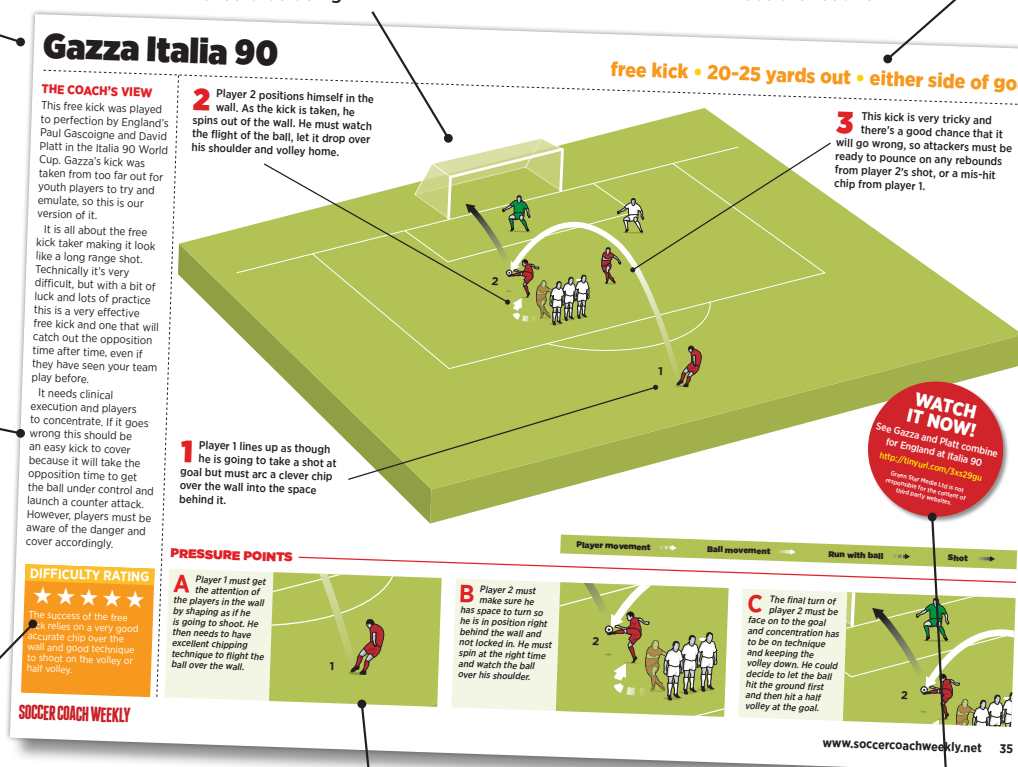 Gazza Italia 90
free kick • 20-25 yards out • either side of go
THE COACH'S VIEW
This free kick was played
to perfection by England's
Paul Gascoigne and David
Platt in the Italia 90 World
Cup. Gazza's kick was
taken from too far out for
youth players to try and
emulate, so this is our
version of it.
It is all about the free
kick taker making it look
like a long range shot.
Technically it's very
difficult, but with a bit of
luck and lots of practice
this is a very effective
free kick and one that will
catch out the opposition
time after time, even if
they have seen your team
play before.
It needs clinical
execution and players
to concentrate. If it goes
wrong this should be
an easy kick to cover
because it will take the
opposition time to get
the ball under control and
launch a counter attack.
However, players must be
aware of the danger and
cover accordingly.
DIFFICULTY RATING
The success of the free
kick relies on a very good
accurate chip over the
wall and good technique
to shoot on the volley or
half volley.
SOCCER COACH WEEKLY
2 Player 2 positions himself in the
wall. As the kick is taken, he
spins out of the wall. He must watch
the flight of the ball, let it drop over
his shoulder and volley home.
3 This kick is very tricky and
there's a good chance that it
will go wrong, so attackers must be
ready to pounce on any rebounds
from player 2's shot, or a mis-hit
chip from player 1.
2
1
1 Player 1 lines up as though
he is going to take a shot at
goal but must arc a clever chip
over the wall into the space
behind it.
WATCH
IT NOW!
See Gazza and Platt combine
for England at Italia 90
http://tinyurl.com/3xs29gu
Green Star Media Ltd is not
responsible for the content of
third party websites.
Player movement
Ball movement
Run with ball
Shot
PRESSURE POINTS
A Player 1 must get
the attention of
the players in the wall
by shaping as if he
is going to shoot. He
then needs to have
excellent chipping
technique to flight the
ball over the wall.
1
B Player 2 must
make sure he
has space to turn so
he is in position right
behind the wall and
not locked in. He must
spin at the right time
and watch the ball
over his shoulder.
2
C The final turn of
player 2 must be
face on to the goal
and concentration has
to be on technique
and keeping the
volley down. He could
decide to let the ball
hit the ground first
and then hit a half
volley at the goal.
2
www.soccercoachweekly.net 35